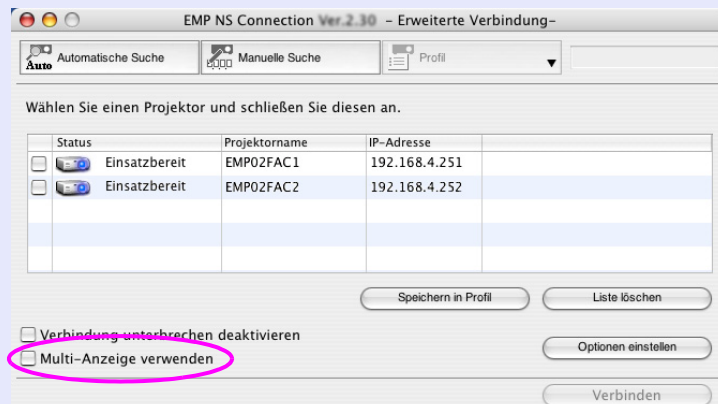 EMP NS Connection Ver.2.30 - Erweiterte Verbindung-
Auto Automatische Suche Manuelle Suche Profil
Wählen Sie einen Projektor und schließen Sie diesen an.
Status Projektorname IP-Adresse
Einsatzbereit EMP02FAC1 192.168.4.251
Einsatzbereit EMP02FAC2 192.168.4.252
Speichern in Profil Liste löschen
Verbindung unterbrechen deaktivieren
Multi-Anzeige verwenden
Optionen einstellen
Verbinden